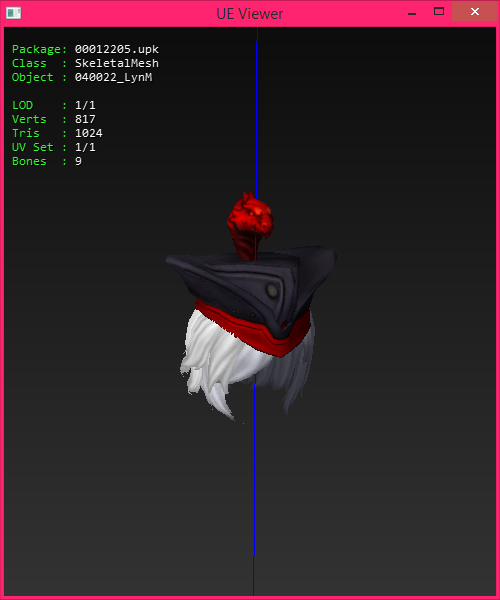 UE Viewer
Package: 00012205.upk
Class : SkeletalMesh
Object : 040022_LynM
LOD : 1/1
Verts : 817
Tris : 1024
UV Set : 1/1
Bones : 9